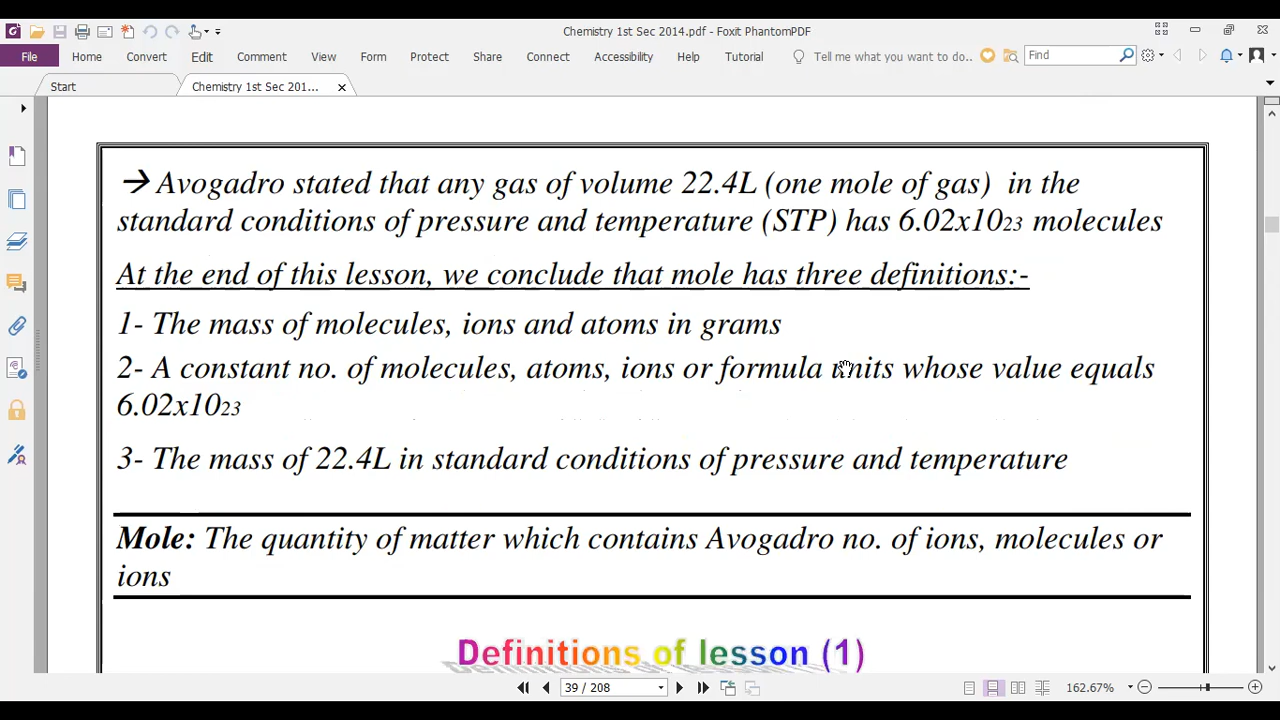 Chemistry 1st Sec 2014.pdf - Foxit PhantomPDF
File Home Convert Edit Comment View Form Protect Share Connect Accessibility Help Tutorial Tell me what you want to do.. Find
Start Chemistry 1st Sec 201...
→ Avogadro stated that any gas of volume 22.4L (one mole of gas) in the
standard conditions of pressure and temperature (STP) has 6.02x1023 molecules
At the end of this lesson, we conclude that mole has three definitions:-
1- The mass of molecules, ions and atoms in grams
2- A constant no. of molecules, atoms, ions or formula units whose value equals
6.02x1023
3- The mass of 22.4L in standard conditions of pressure and temperature
Mole: The quantity of matter which contains Avogadro no. of ions, molecules or
ions
Definitions of lesson (1)
39 / 208 162.67%